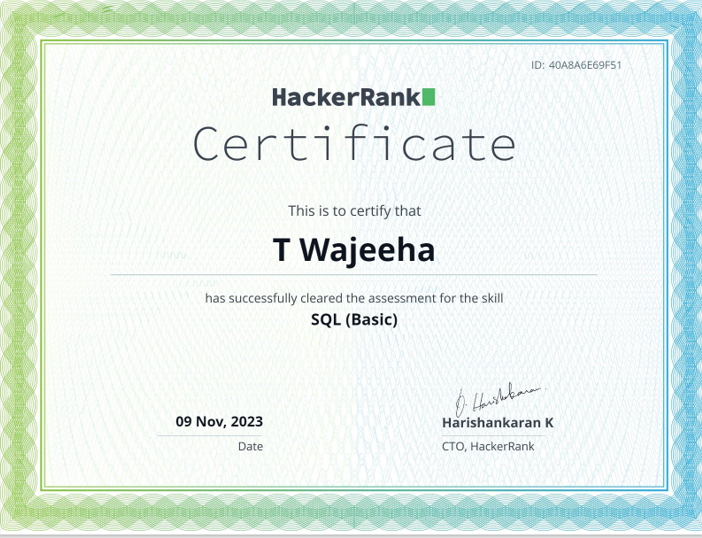 ID: 40A8A6E69F51
HackerRank
Certificate
This is to certify that
T Wajeeha
has successfully cleared the assessment for the skill
SQL (Basic)
09 Nov, 2023
Date
Harishankaran K
CTO, HackerRank